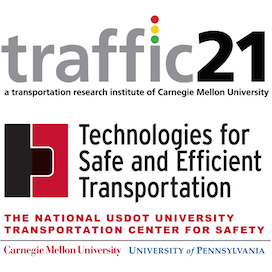 traffic21
a transportation research institute of Carnegie Mellon University
Technologies for
Safe and Efficient
Transportation
THE NATIONAL USDOT UNIVERSITY
TRANSPORTATION CENTER FOR SAFETY
Carnegie Mellon University UNIVERSITY of PENNSYLVANIA